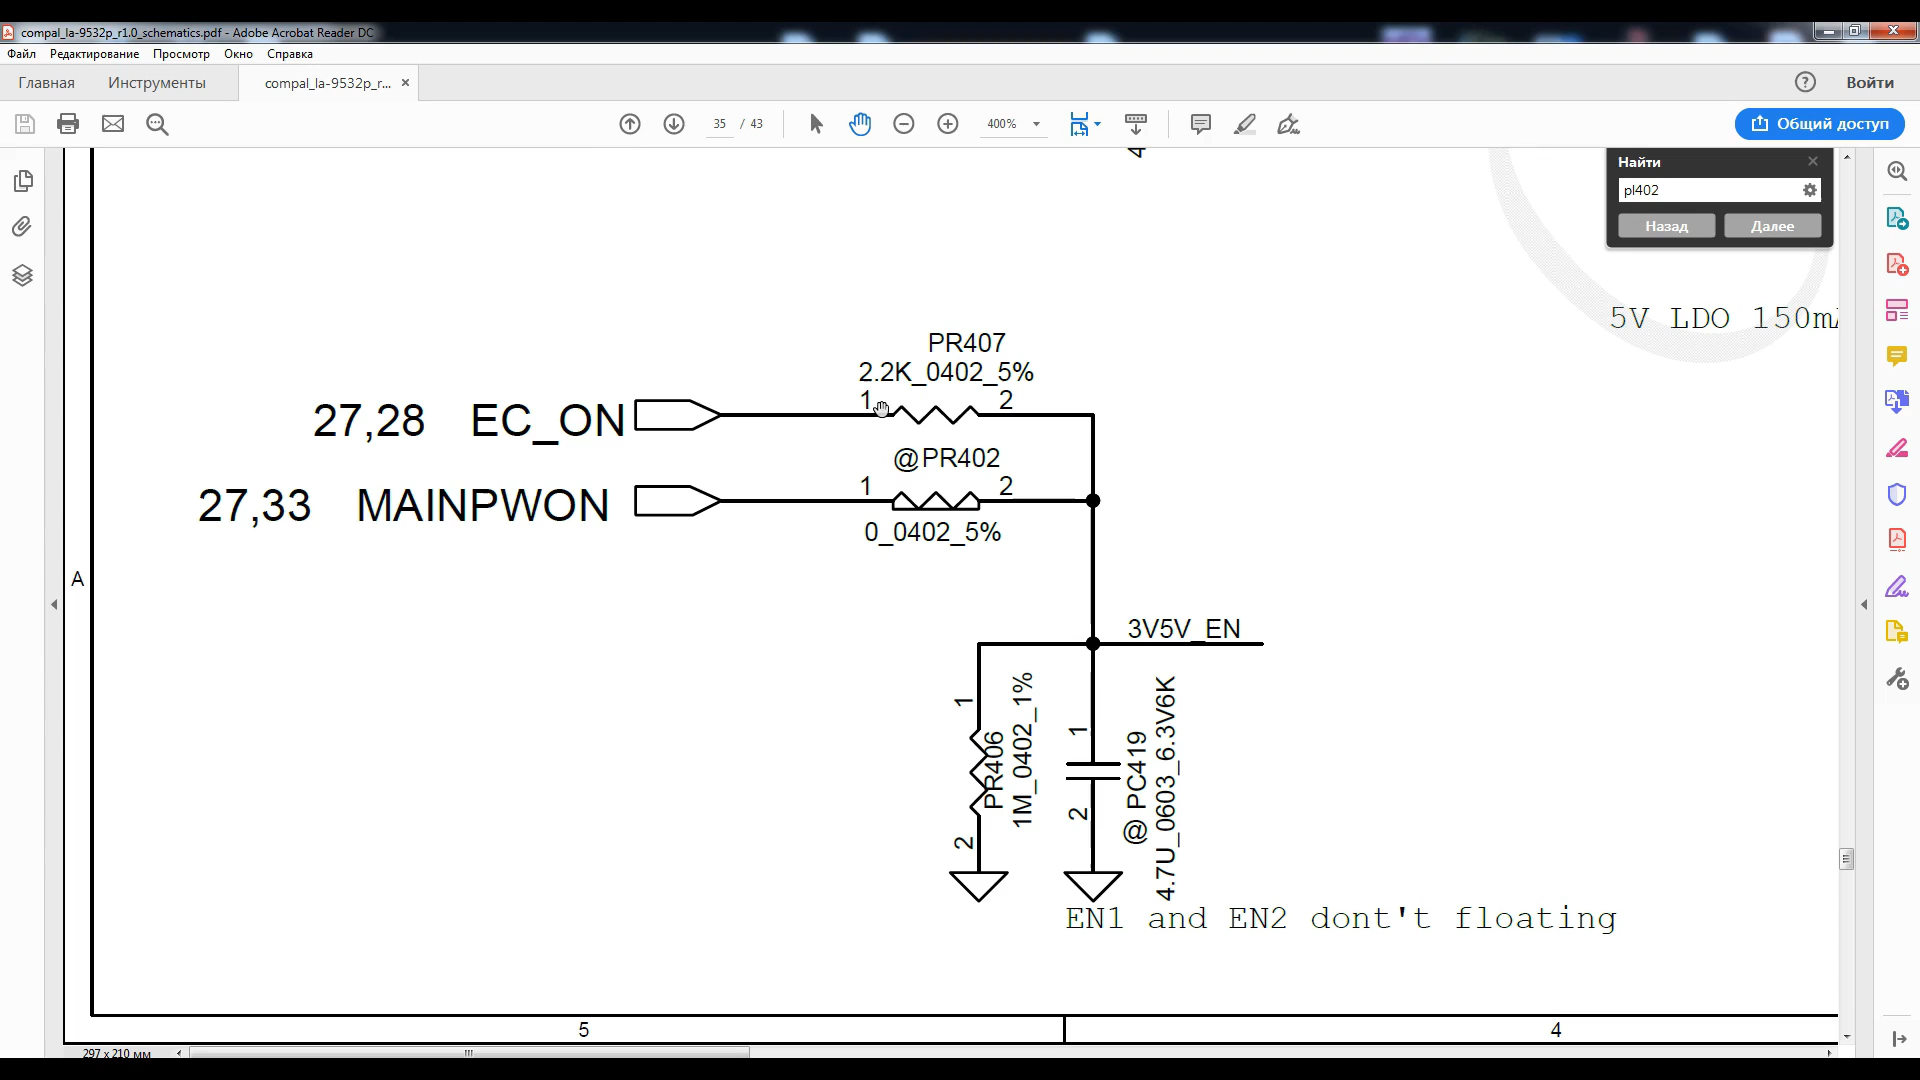 compal_la-9532p_r1.0_schematics.pdf - Adobe Acrobat Reader DC
Файл Редактирование Просмотр Окно Справка
Главная Инструменты compal_la-9532p_r... × Войти
35 / 43 400% Общий доступ
Найти
pl402
Назад Далее
4
5V LDO 150m
PR407
2.2K_0402_5%
27,28 EC_ON 1 2
@PR402
27,33 MAINPWON 1 2
0_0402_5%
A
3V5V_EN
1 PR406 2
1M_0402_1%
1 2
@ PC419
4.7U_0603_6.3V6K
EN1 and EN2 dont't floating
5 4
297 x 210 мм